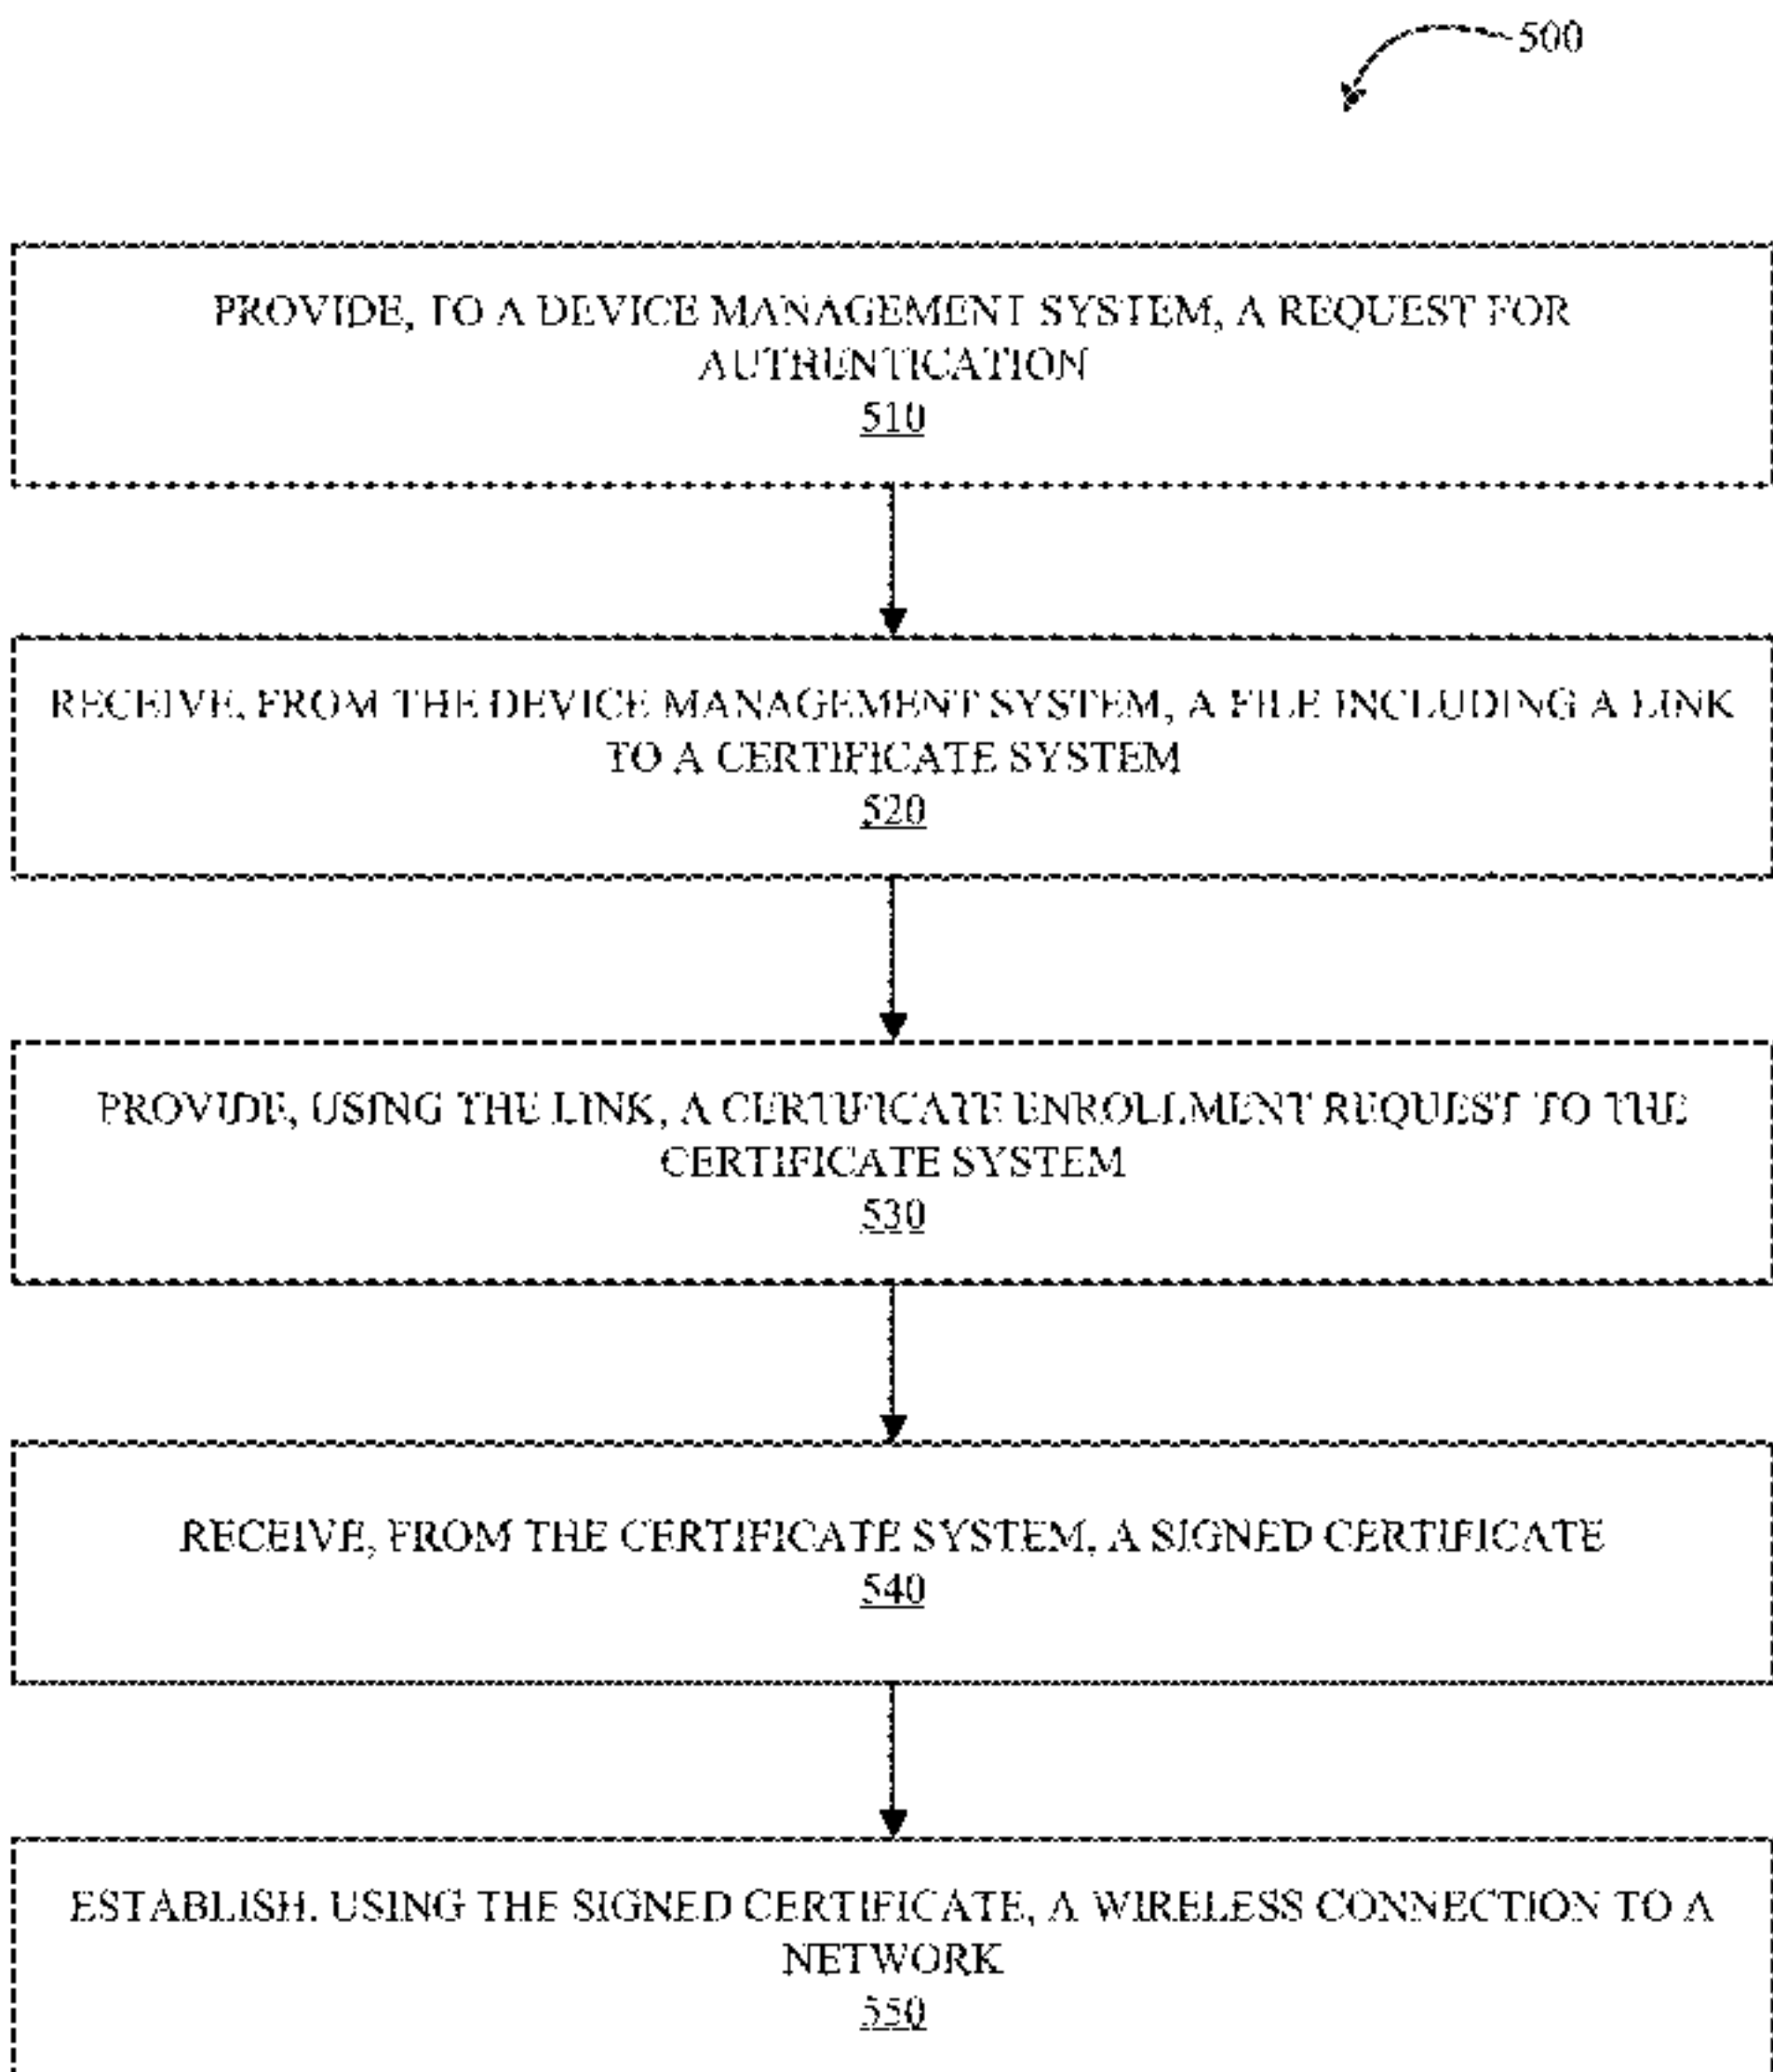 500
PROVIDE, TO A DEVICE MANAGEMENT SYSTEM, A REQUEST FOR
AUTHENTICATION
510
RECEIVE, FROM THE DEVICE MANAGEMENT SYSTEM, A FILE INCLUDING A LINK
TO A CERTIFICATE SYSTEM
520
PROVIDE, USING THE LINK, A CERTIFICATE ENROLLMENT REQUEST TO THE
CERTIFICATE SYSTEM
530
RECEIVE, FROM THE CERTIFICATE SYSTEM, A SIGNED CERTIFICATE
540
ESTABLISH, USING THE SIGNED CERTIFICATE, A WIRELESS CONNECTION TO A
NETWORK
550